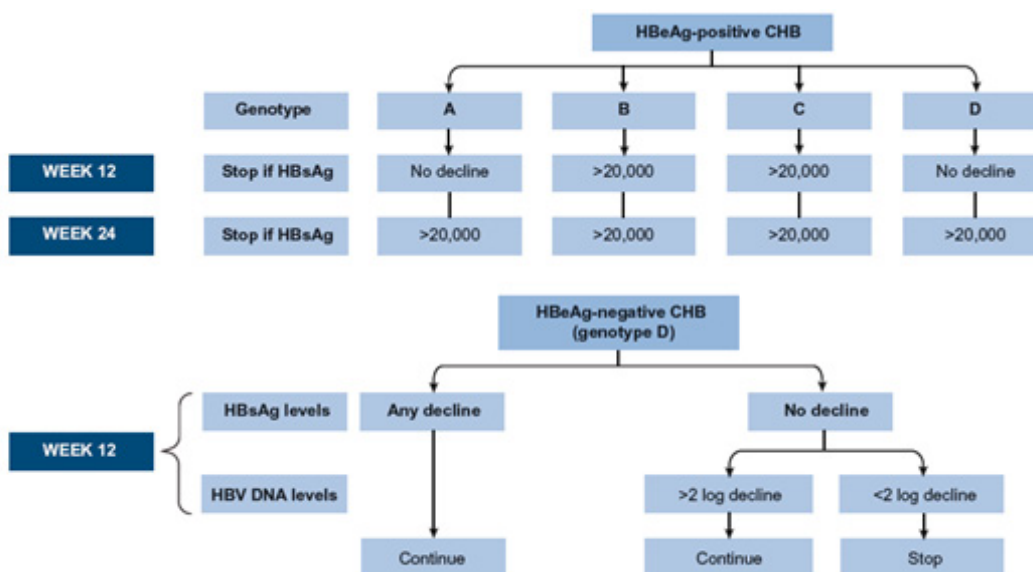 HBeAg-positive CHB
Genotype A B C D
WEEK 12 Stop if HBsAg No decline >20,000 >20,000 No decline
WEEK 24 Stop if HBsAg >20,000 >20,000 >20,000 >20,000
HBeAg-negative CHB
(genotype D)
HBsAg levels Any decline No decline
WEEK 12
HBV DNA levels >2 log decline <2 log decline
Continue Continue Stop